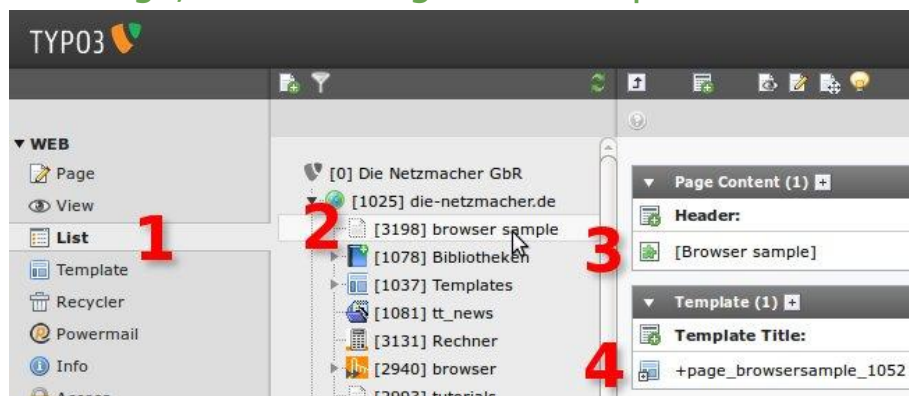 TYPO3
WEB
Page
View
List
Template
Recycler
Powermail
Info
1
2
[0] Die Netzmacher GbR
[1025] die-netzmacher.de
[3198] browser sample
[1078] Bibliotheken
[1037] Templates
[1081] tt_news
[3131] Rechner
[2940] browser
tutorials
3
Page Content (1)
Header:
[Browser sample]
4
Template (1)
Template Title:
+page_browsersample_1052